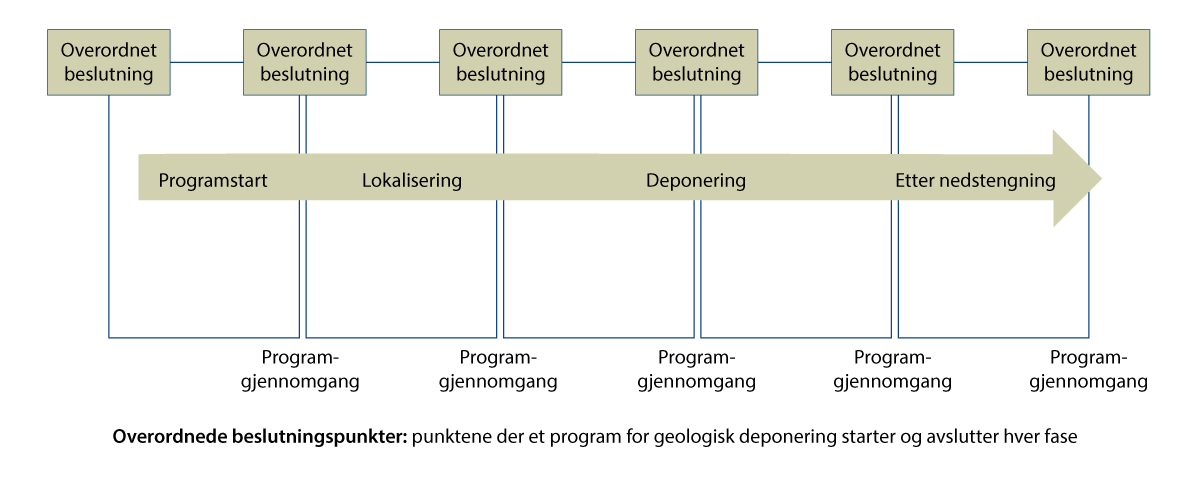 Overordnet
beslutning
Overordnet
beslutning
Overordnet
beslutning
Overordnet
beslutning
Overordnet
beslutning
Overordnet
beslutning
Programstart
Lokalisering
Deponering
Etter nedstengning
Program-
gjennomgang
Program-
gjennomgang
Program-
gjennomgang
Program-
gjennomgang
Program-
gjennomgang
Overordnede beslutningspunkter: punktene der et program for geologisk deponering starter og avslutter hver fase